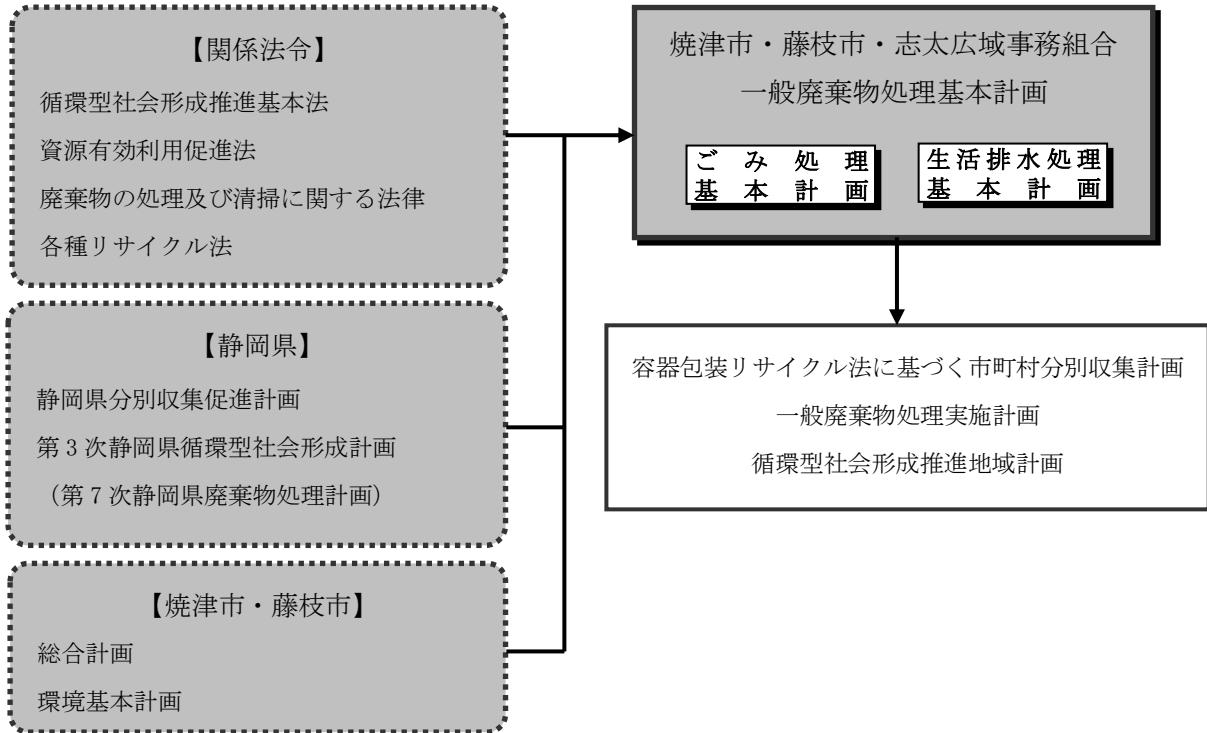 【関係法令】
循環型社会形成推進基本法
資源有効利用促進法
廃棄物の処理及び清掃に関する法律
各種リサイクル法
【静岡県】
静岡県分別収集促進計画
第3次静岡県循環型社会形成計画
(第7次静岡県廃棄物処理計画)
【焼津市・藤枝市】
総合計画
環境基本計画
焼津市・藤枝市・志太広域事務組合
一般廃棄物処理基本計画
ごみ処理
基本計画
生活排水処理
基本計画
容器包装リサイクル法に基づく市町村分別収集計画
一般廃棄物処理実施計画
循環型社会形成推進地域計画